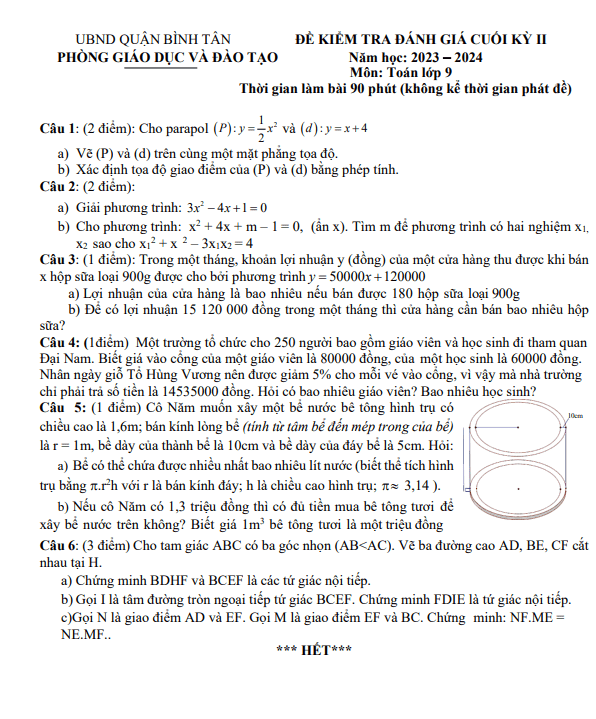 UBND QUẬN BÌNH TÂN
PHÒNG GIÁO DỤC VÀ ĐÀO TẠO
ĐỀ KIỂM TRA ĐÁNH GIÁ CUỐI KỲ II
Năm học: 2023 – 2024
Môn: Toán lớp 9
Thời gian làm bài 90 phút (không kể thời gian phát đề)
Câu 1: (2 điểm): Cho parapol (P): y = 1/2 x² và (d): y = x + 4
a) Vẽ (P) và (d) trên cùng một mặt phẳng tọa độ.
b) Xác định tọa độ giao điểm của (P) và (d) bằng phép tính.
Câu 2: (2 điểm):
a) Giải phương trình: 3x² – 4x + 1 = 0
b) Cho phương trình: x² + 4x + m – 1 = 0, (ẩn x). Tìm m để phương trình có hai nghiệm x₁,
x₂ sao cho x₁² + x ² – 3x₁x₂ = 4
Câu 3: (1 điểm): Trong một tháng, khoản lợi nhuận y (đồng) của một cửa hàng thu được khi bán
x hộp sữa loại 900g được cho bởi phương trình y = 50000x + 120000
a) Lợi nhuận của cửa hàng là bao nhiêu nếu bán được 180 hộp sữa loại 900g
b) Để có lợi nhuận 15 120 000 đồng trong một tháng thì cửa hàng cần bán bao nhiêu hộp
sữa?
Câu 4: (1điểm) Một trường tổ chức cho 250 người bao gồm giáo viên và học sinh đi tham quan
Đại Nam. Biết giá vào cổng của một giáo viên là 80000 đồng, của một học sinh là 60000 đồng.
Nhân ngày giỗ Tổ Hùng Vương nên được giảm 5% cho mỗi vé vào cổng, vì vậy mà nhà trường
chỉ phải trả số tiền là 14535000 đồng. Hỏi có bao nhiêu giáo viên? Bao nhiêu học sinh?
Câu 5: (1 điểm) Cô Năm muốn xây một bể nước bê tông hình trụ có
chiều cao là 1,6m; bán kính lòng bể (tính từ tâm bể đến mép trong của bể)
là r = 1m, bề dày của thành bể là 10cm và bề dày của đáy bể là 5cm. Hỏi:
a) Bể có thể chứa được nhiều nhất bao nhiêu lít nước (biết thể tích hình
trụ bằng π.r²h với r là bán kính đáy; h là chiều cao hình trụ; π ≈ 3,14 ).
b) Nếu cô Năm có 1,3 triệu đồng thì có đủ tiền mua bê tông tươi để
xây bể nước trên không? Biết giá 1m³ bê tông tươi là một triệu đồng
10cm
Câu 6: (3 điểm) Cho tam giác ABC có ba góc nhọn (AB<AC). Vẽ ba đường cao AD, BE, CF cắt
nhau tại H.
a) Chứng minh BDHF và BCEF là các tứ giác nội tiếp.
b) Gọi I là tâm đường tròn ngoại tiếp tứ giác BCEF. Chứng minh FDIE là tứ giác nội tiếp.
c)Gọi N là giao điểm AD và EF. Gọi M là giao điểm EF và BC. Chứng minh: NF.ME =
NE.MF..
*** HẾT***